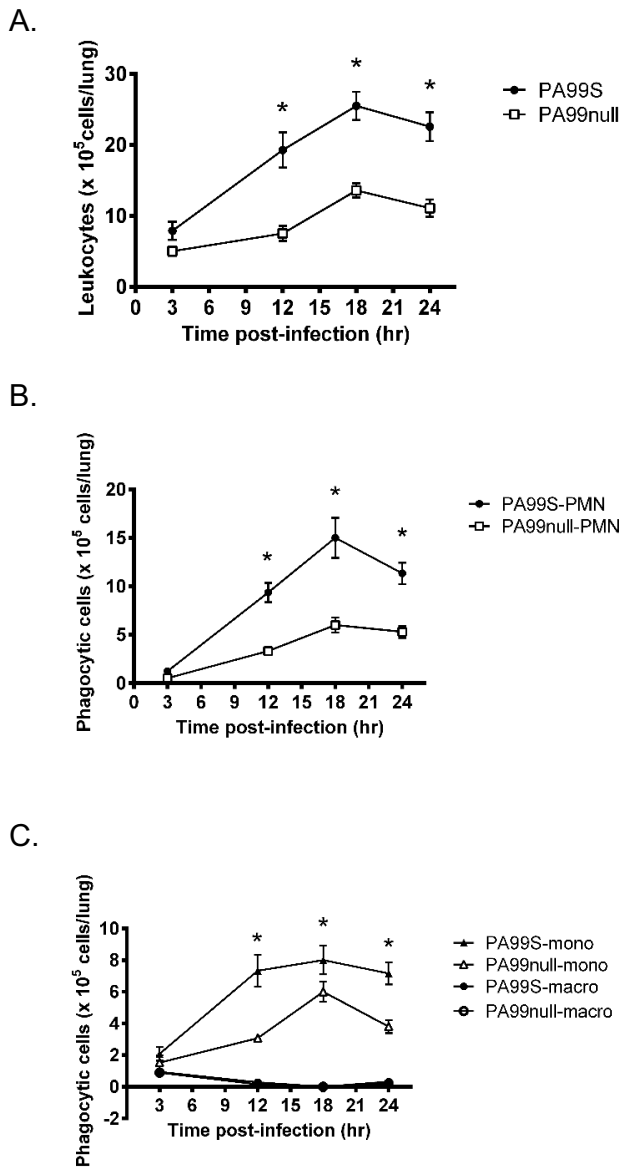 A.
Leukocytes (x 10⁵cells/lung)
30
20
10
0
0 3 6 9 12 15 18 21 24
Time post-infection (hr)
* * *
PA99S
PA99null
B.
Phagocytic cells (x 10⁵ cells/lung)
20
15
10
5
0
0 3 6 9 12 15 18 21 24
Time post-infection (hr)
* * *
PA99S-PMN
PA99null-PMN
C.
Phagocytic cells (x 10⁵ cells/lung)
10
8
6
4
2
0
-2
3 6 9 12 15 18 21 24
Time post-infection (hr)
* * *
PA99S-mono
PA99null-mono
PA99S-macro
PA99null-macro